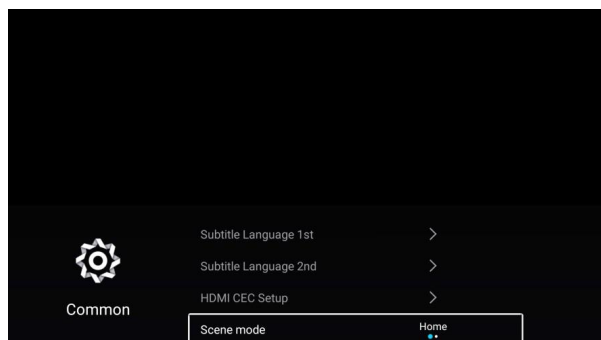 Subtitle Language 1st
Subtitle Language 2nd
HDMI CEC Setup
Common
Scene mode Home